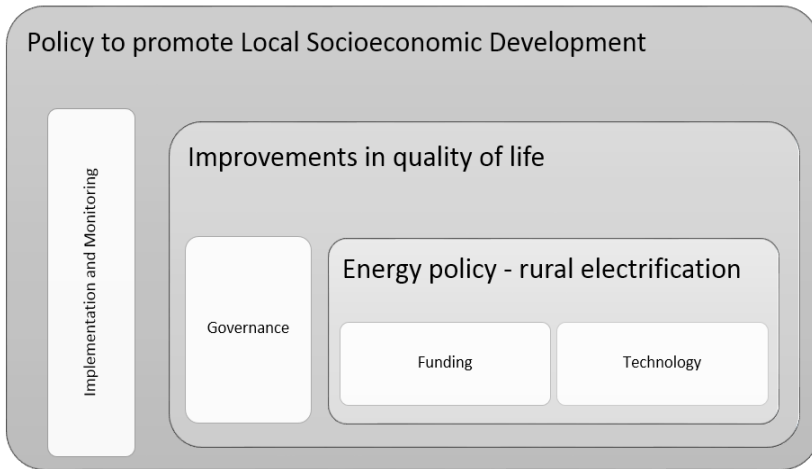 Policy to promote Local Socioeconomic Development
Implementation and Monitoring
Improvements in quality of life
Governance
Energy policy - rural electrification
Funding
Technology